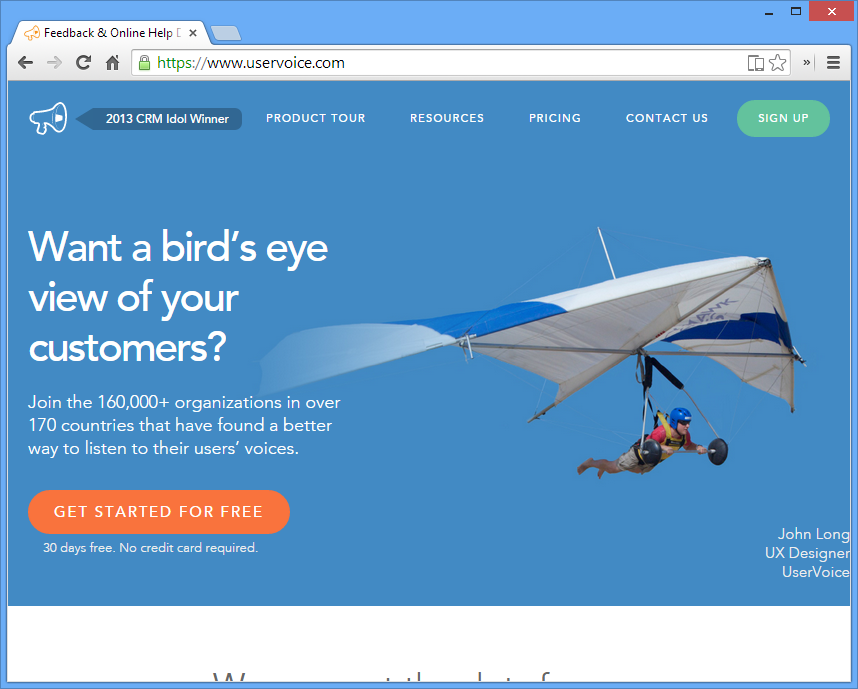 Feedback & Online Help
https://www.uservoice.com
2013 CRM Idol Winner
PRODUCT TOUR
RESOURCES
PRICING
CONTACT US
SIGN UP
Want a bird’s eye
view of your
customers?
Join the 160,000+ organizations in over
170 countries that have found a better
way to listen to their users’ voices.
GET STARTED FOR FREE
30 days free. No credit card required.
John Long
UX Designer
UserVoice